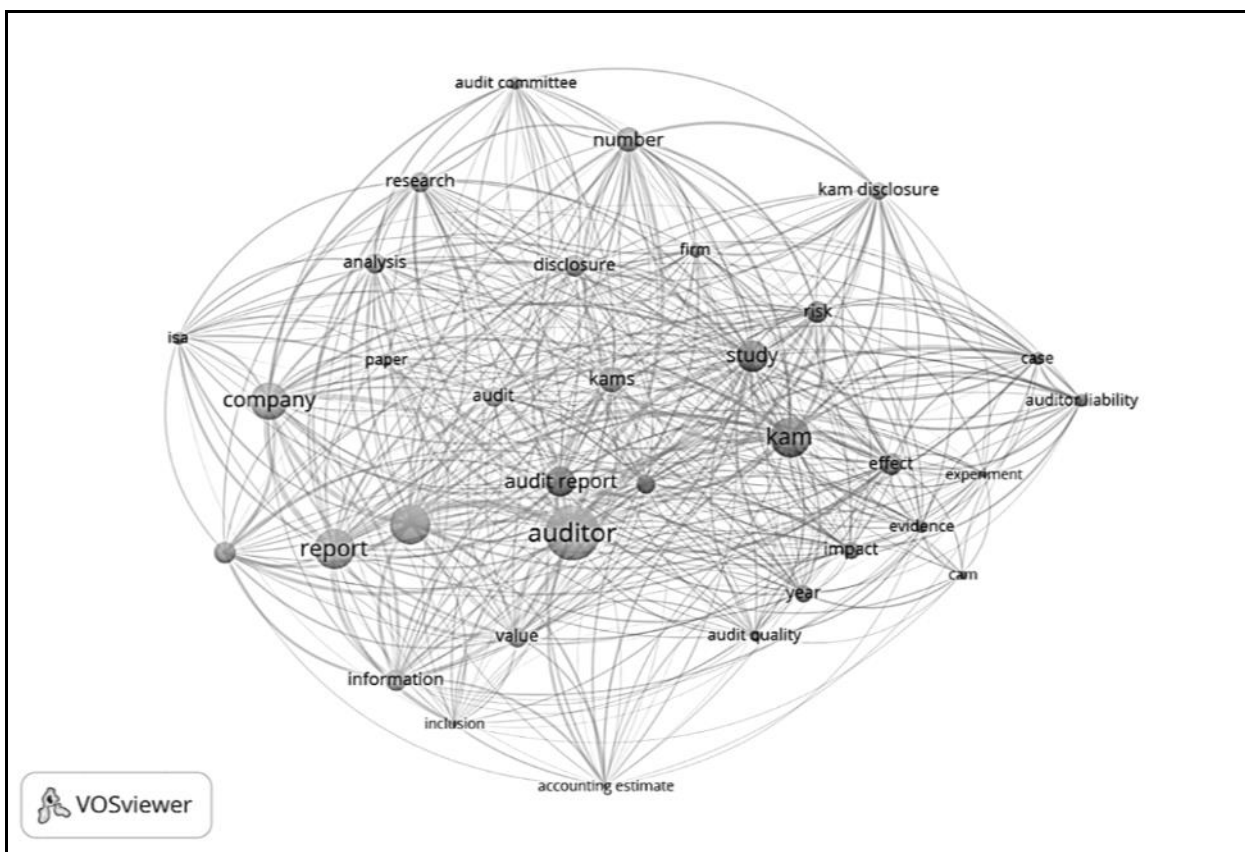 audit committee
number
research
kam disclosure
firm
analysis
disclosure
risk
isa
study
case
paper
kams
company
audit
auditor liability
kam
effect
experiment
audit report
evidence
auditor
report
impact
cam
year
value
audit quality
information
inclusion
accounting estimate
VOSviewer